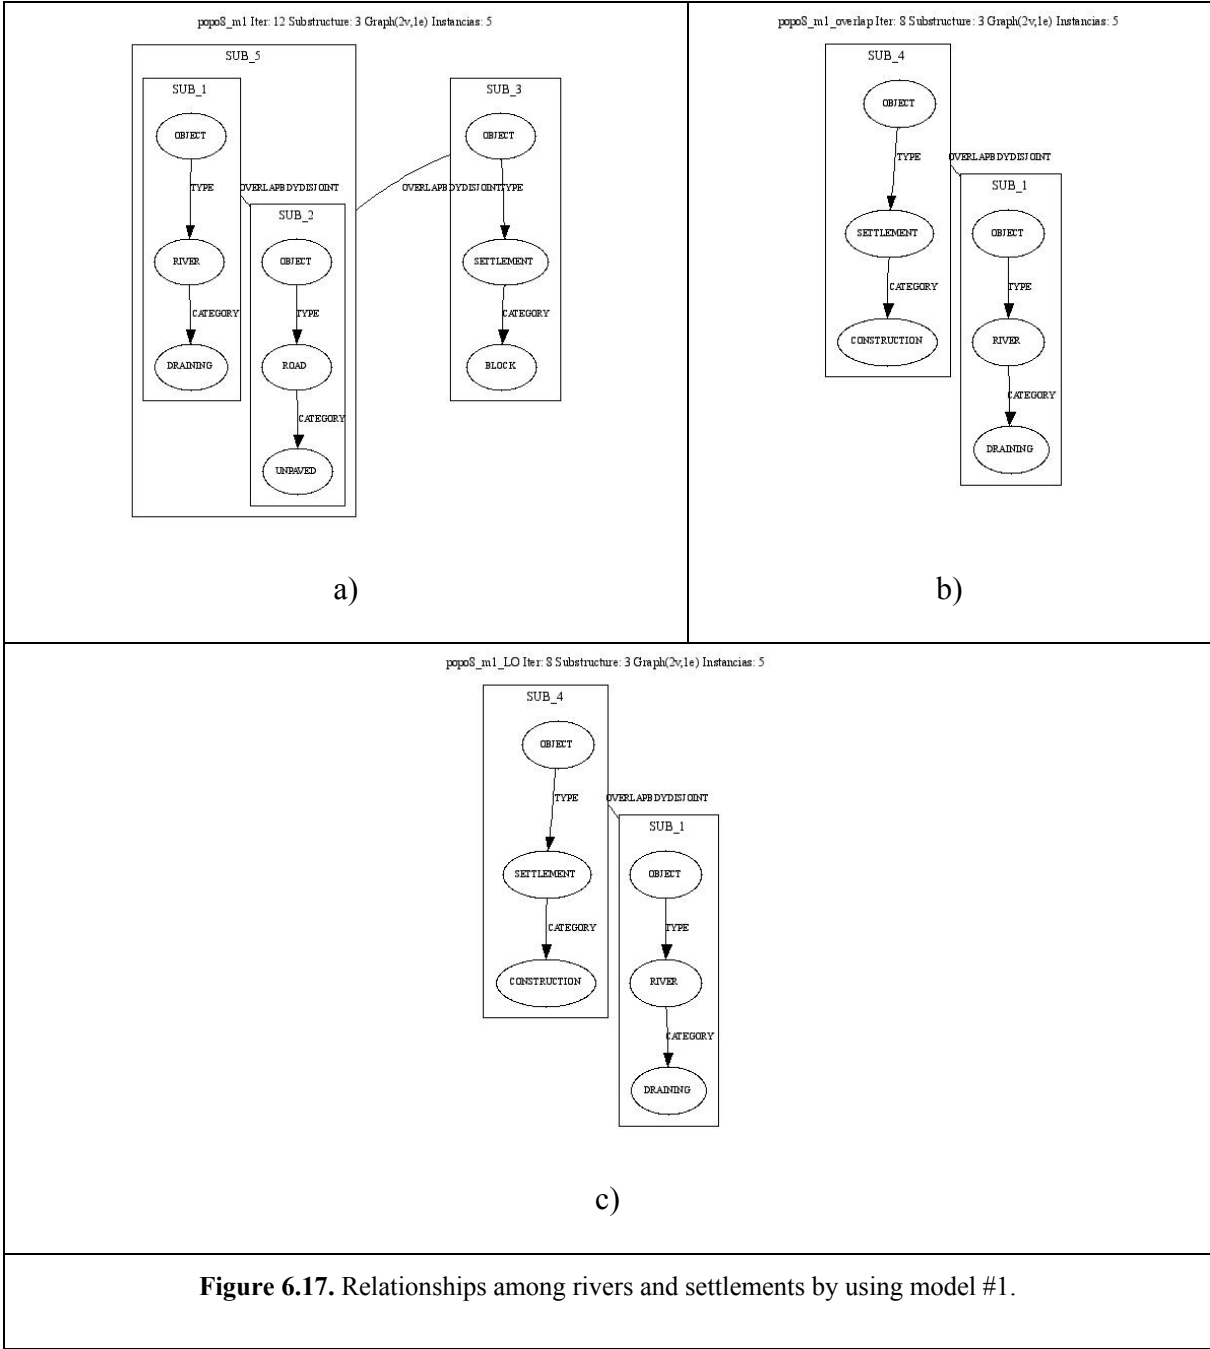 popo8_m1 Iter: 12 Substructure: 3 Graph(2v,1e) Instancias: 5
SUB_5
SUB_1
OBJECT
TYPE
RIVER
CATEGORY
DRAINING
OVERLAPBDYDISJOINT
SUB_2
OBJECT
TYPE
ROAD
CATEGORY
UNPAVED
OVERLAPBDYDISJOINT
SUB_3
OBJECT
TYPE
SETTLEMENT
CATEGORY
BLOCK
a)
popo8_m1_overlap Iter: 8 Substructure: 3 Graph(2v,1e) Instancias: 5
SUB_4
OBJECT
TYPE
SETTLEMENT
CATEGORY
CONSTRUCTION
OVERLAPBDYDISJOINT
SUB_1
OBJECT
TYPE
RIVER
CATEGORY
DRAINING
b)
popo8_m1_LO Iter: 8 Substructure: 3 Graph(2v,1e) Instancias: 5
SUB_4
OBJECT
TYPE
SETTLEMENT
CATEGORY
CONSTRUCTION
OVERLAPBDYDISJOINT
SUB_1
OBJECT
TYPE
RIVER
CATEGORY
DRAINING
c)
Figure 6.17. Relationships among rivers and settlements by using model #1.